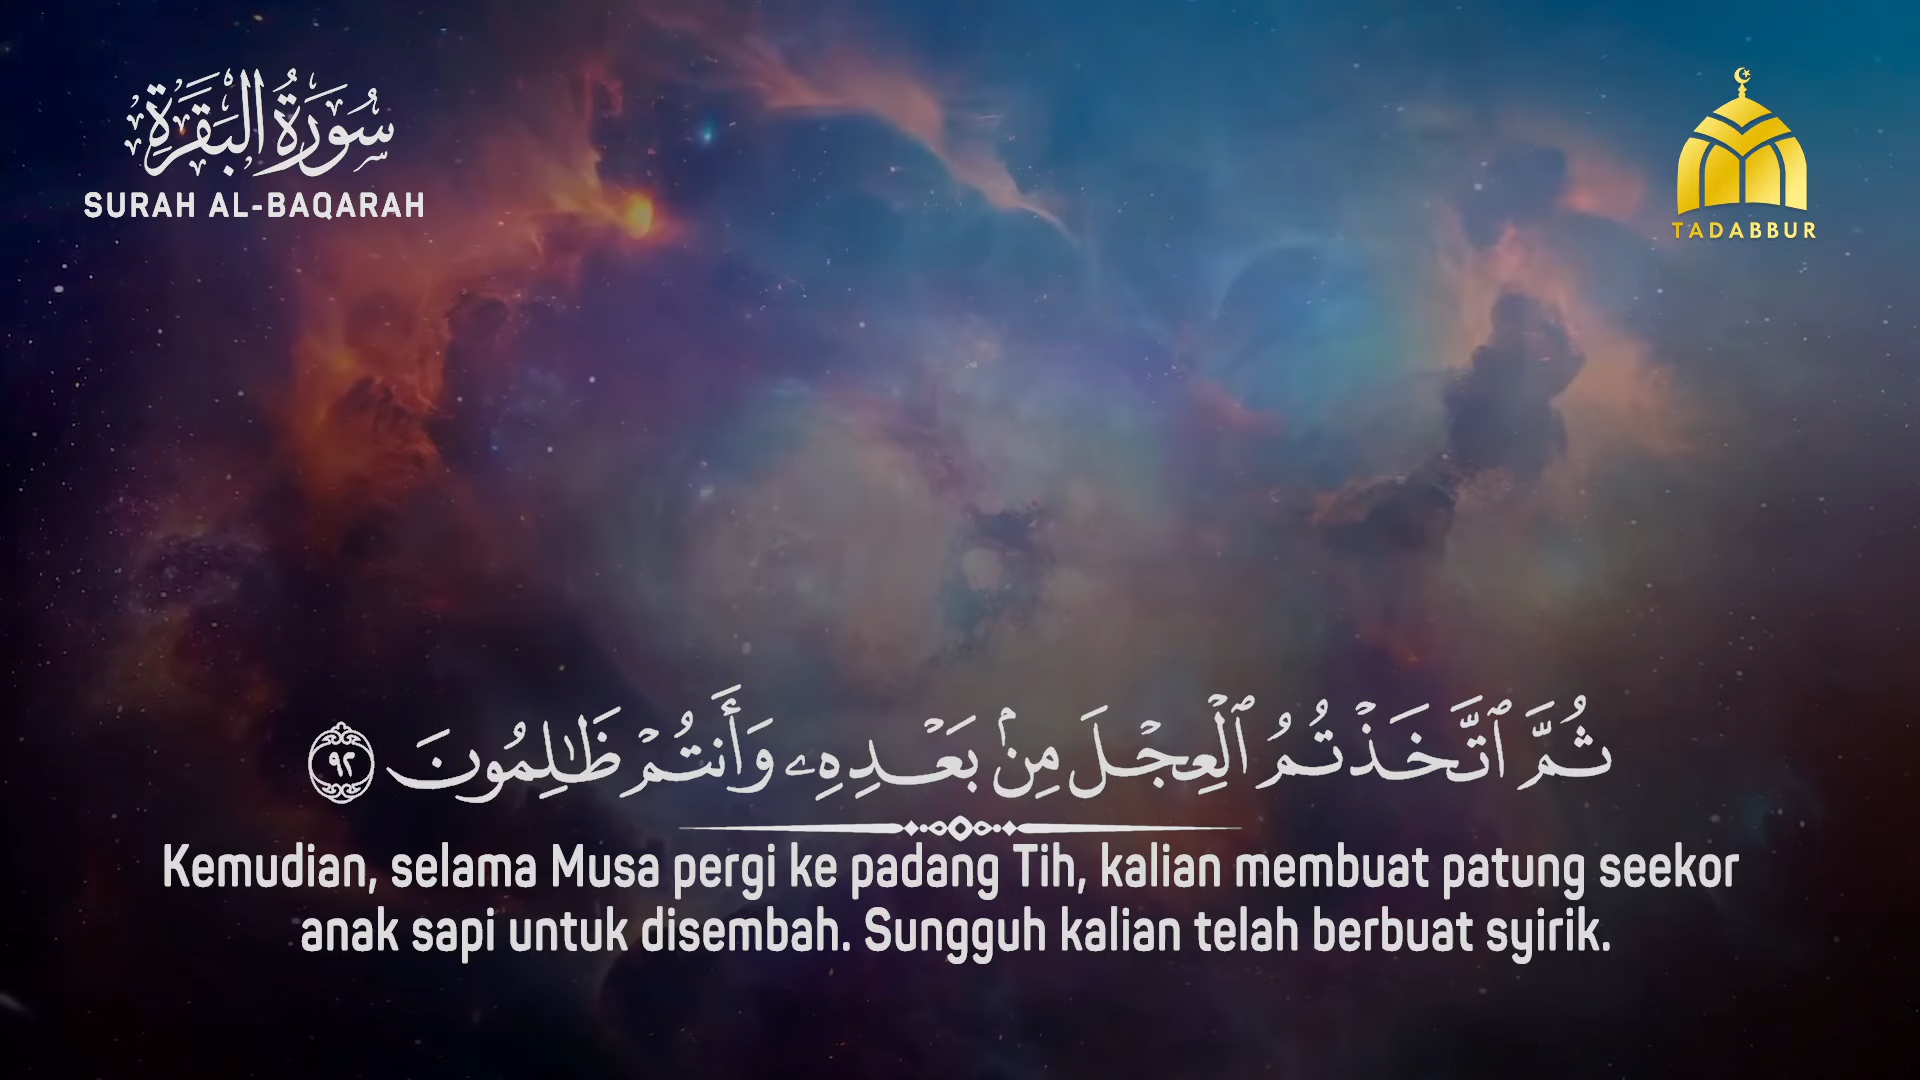 سُورَةُ البَقَرَةِ
SURAH AL-BAQARAH
TADABBUR
ثُمَّ ٱتَّخَذْتُمُ ٱلْعِجْلَ مِنۢ بَعْدِهِۦ وَأَنتُمْ ظَـٰلِمُونَ ٩٢
Kemudian, selama Musa pergi ke padang Tih, kalian membuat patung seekor
anak sapi untuk disembah. Sungguh kalian telah berbuat syirik.